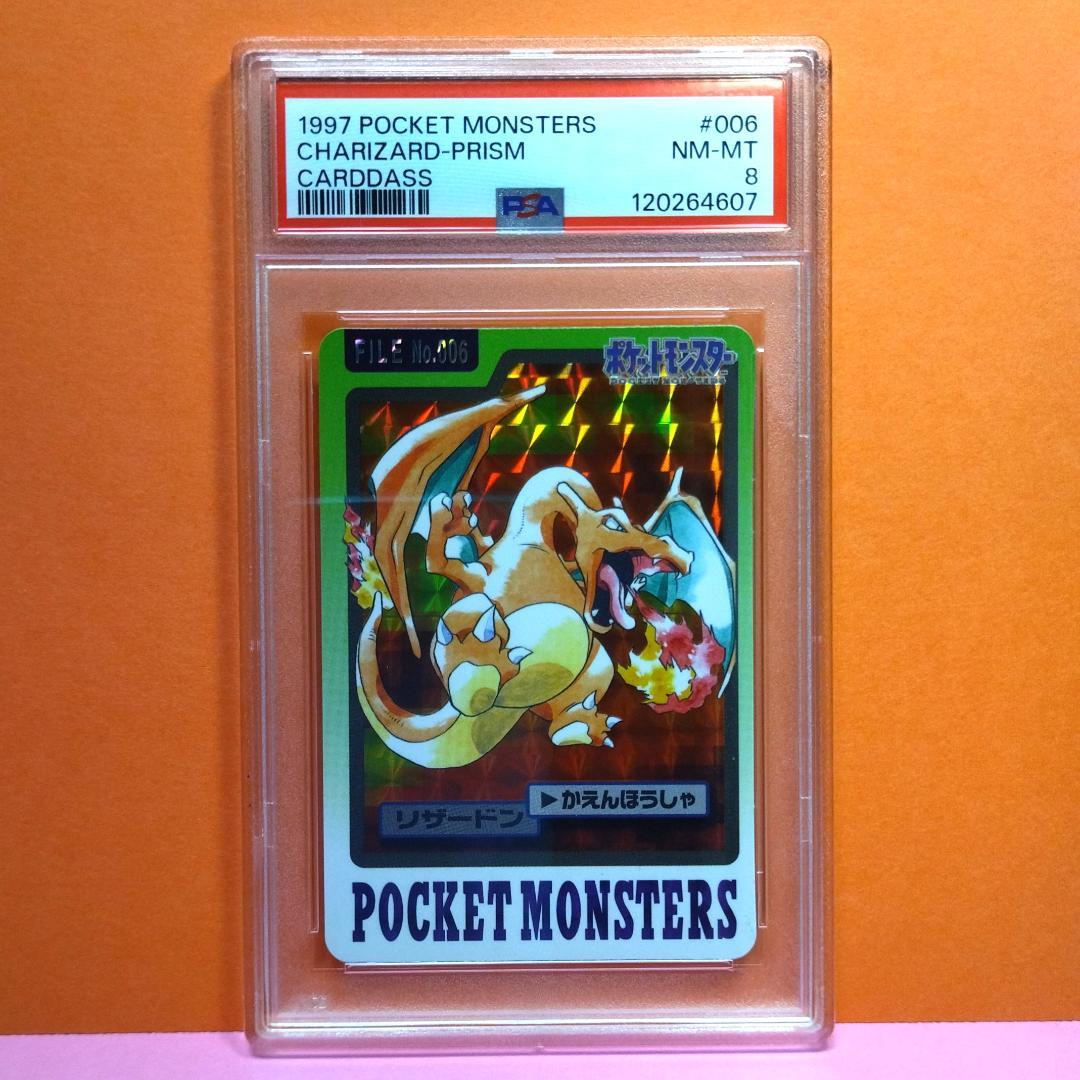 1997 POCKET MONSTERS #006
CHARIZARD-PRISM NM-MT
CARDDASS 8
PSA 120264607
FILE No.006
ポケットモンスター
POCKET MONSTERS
▶かえんほうしゃ
リザードン
POCKET MONSTERS